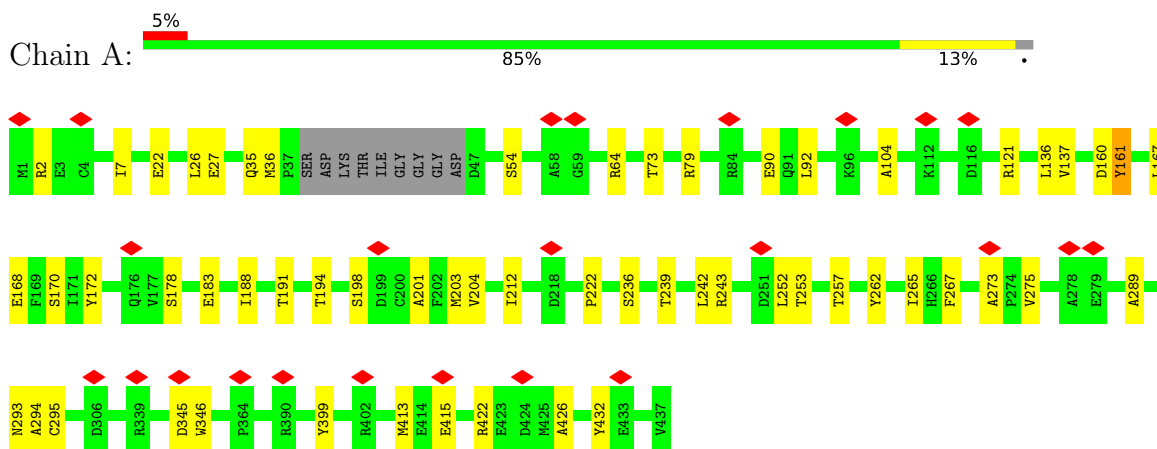 5%
Chain A:
85% 13% •
M1 R2 E3 C4 I7 E22 L26 E27 Q35 M36 P37 SER ASP LYS THR ILE GLY GLY GLY ASP D47 S54 A58 G59 R64 T73 R79 R84 E90 Q91 L92 K96 A104 K112 D116 R121 L136 V137 D160 Y161 L167
E168 F169 S170 I171 Y172 Q176 V177 S178 E183 I188 T191 T194 S198 D199 C200 A201 F202 M203 V204 I212 D218 P222 S236 T239 L242 R243 D251 L252 T253 T257 Y262 I265 H266 F267 A273 P274 V275 A278 E279 A289
N293 A294 C295 D306 R339 D345 W346 P364 R390 Y399 R402 M413 E414 E415 R422 E423 D424 M425 A426 Y432 E433 V437